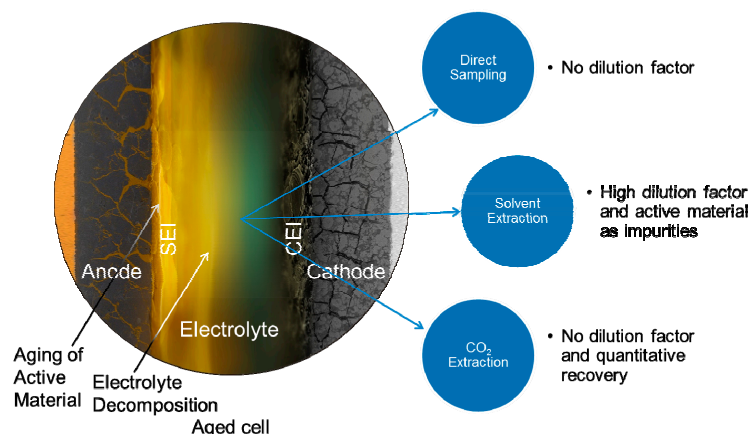 Direct
Sampling
• No dilution factor
Solvent
Extraction
• High dilution factor
and active material
as impurities
SEI
CEI
Anode
Cathode
Electrolyte
CO₂
Extraction
• No dilution factor
and quantitative
recovery
Aging of
Active
Material
Electrolyte
Decomposition
Aged cell